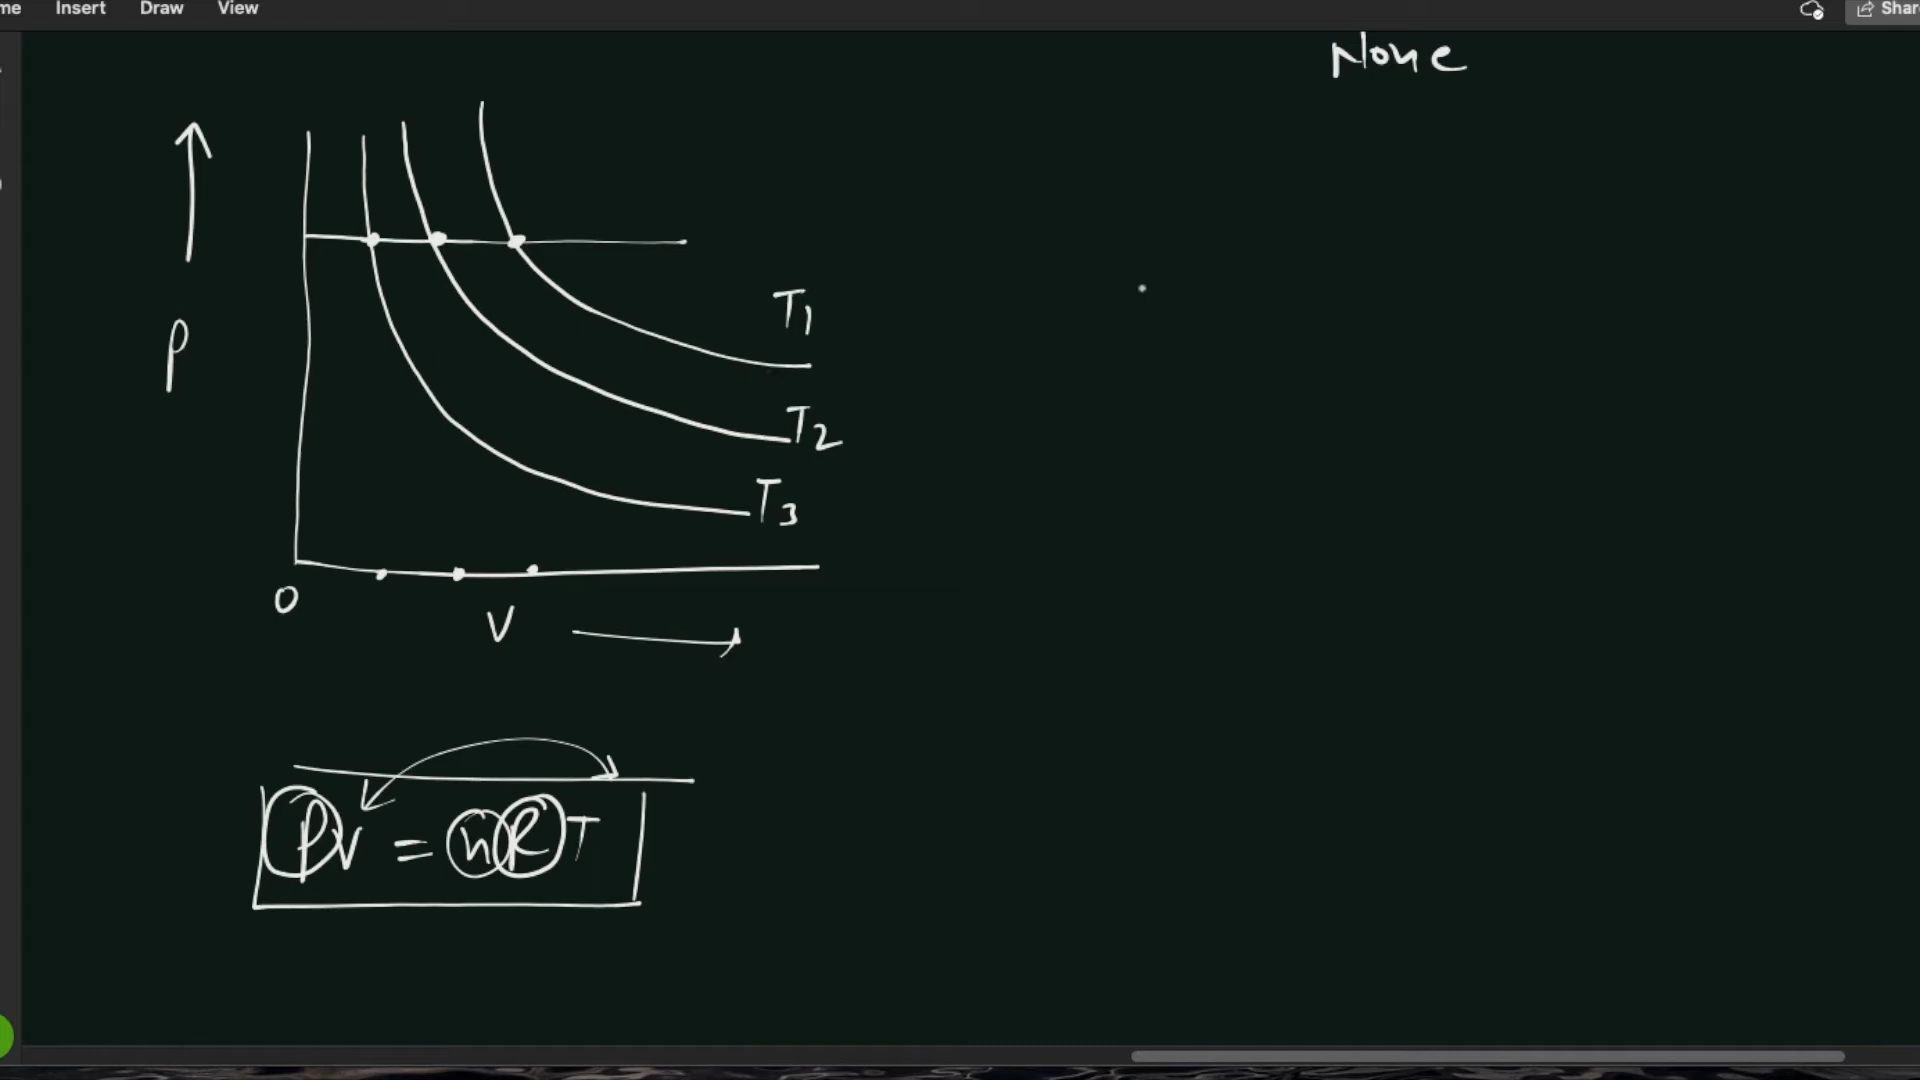 Insert Draw View
None
P
T1
T2
T3
0
V
PV = nRT